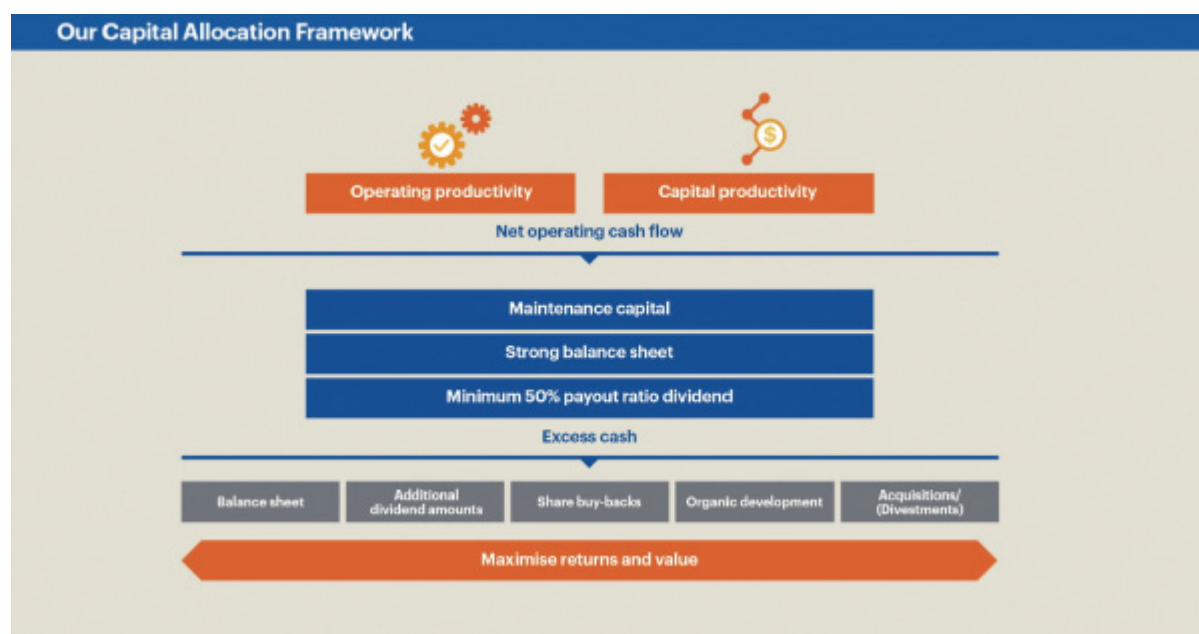 Our Capital Allocation Framework
$
Operating productivity
Capital productivity
Net operating cash flow
Maintenance capital
Strong balance sheet
Minimum 50% payout ratio dividend
Excess cash
Balance sheet
Additional
dividend amounts
Share buy-backs
Organic development
Acquisitions/
(Divestments)
Maximise returns and value